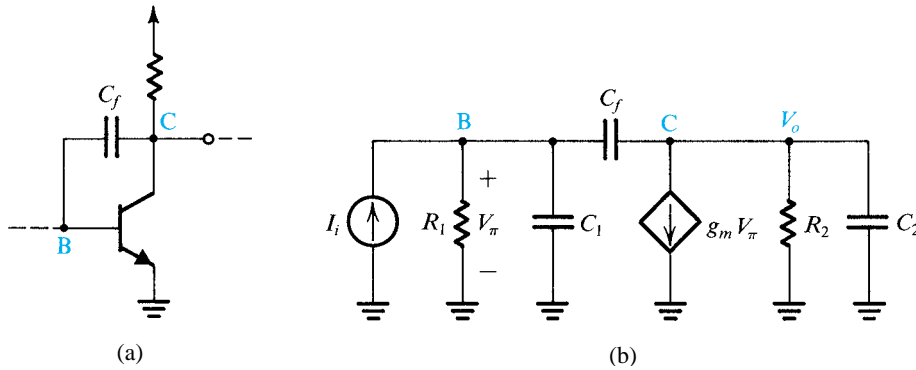 C_f
C
B
(a)
I_i
B
+
R_1
V_π
−
C_1
C_f
C
g_m V_π
V_o
R_2
C_2
(b)